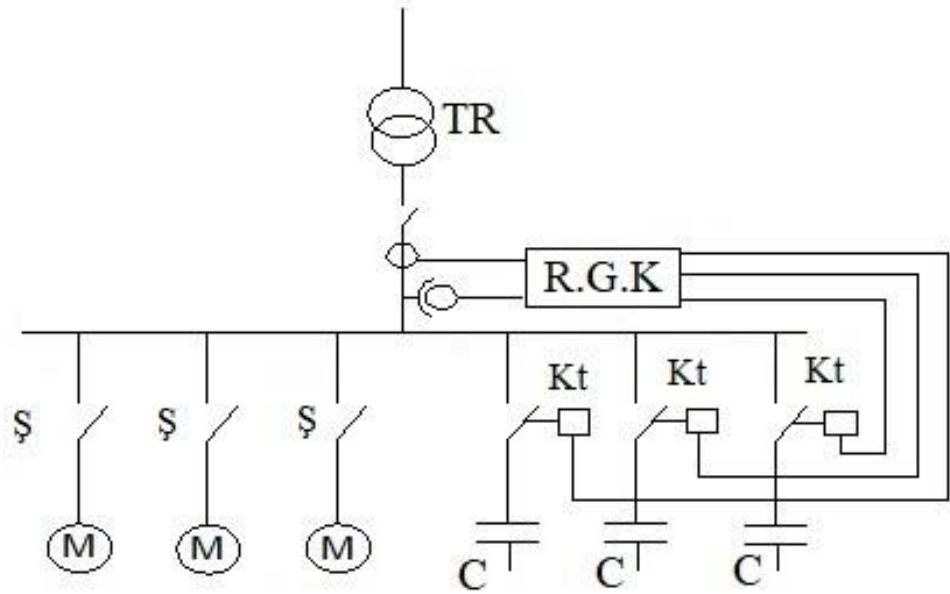 TR
R.G.K
Kt Kt Kt
Ş Ş Ş
M M M
C C C